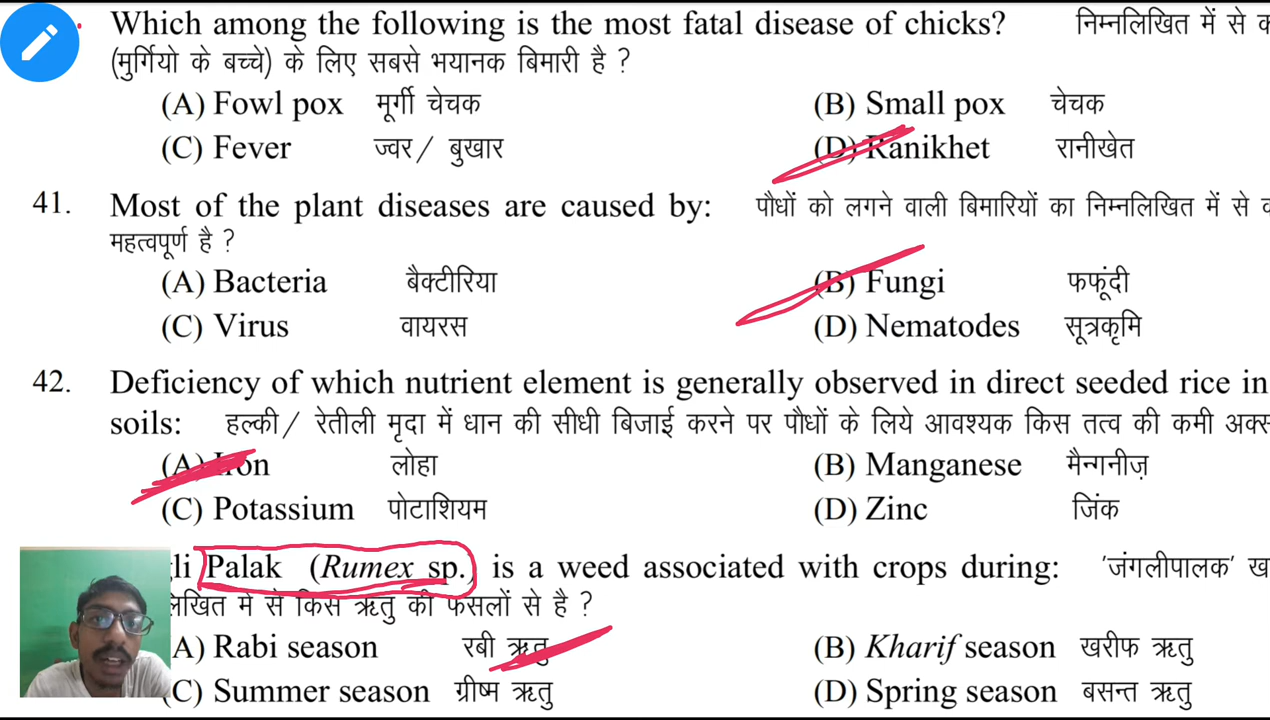 Which among the following is the most fatal disease of chicks? निम्नलिखित में से
(मुर्गियो के बच्चे) के लिए सबसे भयानक बिमारी है ?
(A) Fowl pox मूर्गी चेचक (B) Small pox चेचक
(C) Fever ज्वर / बुखार (D) Ranikhet रानीखेत
41. Most of the plant diseases are caused by: पौधों को लगने वाली बिमारियों का निम्नलिखित में से
महत्वपूर्ण है ?
(A) Bacteria बैक्टीरिया (B) Fungi फफूंदी
(C) Virus वायरस (D) Nematodes सूत्रकृमि
42. Deficiency of which nutrient element is generally observed in direct seeded rice in
soils: हल्की / रेतीली मृदा में धान की सीधी बिजाई करने पर पौधों के लिये आवश्यक किस तत्व की कमी
(A) Iron लोहा (B) Manganese मैन्गनीज़
(C) Potassium पोटाशियम (D) Zinc जिंक
Palak (Rumex sp.) is a weed associated with crops during: 'जंगलीपालक'
में से किस ऋतु की फसलों से है ?
A) Rabi season रबी ऋतु (B) Kharif season खरीफ ऋतु
(C) Summer season ग्रीष्म ऋतु (D) Spring season बसन्त ऋतु